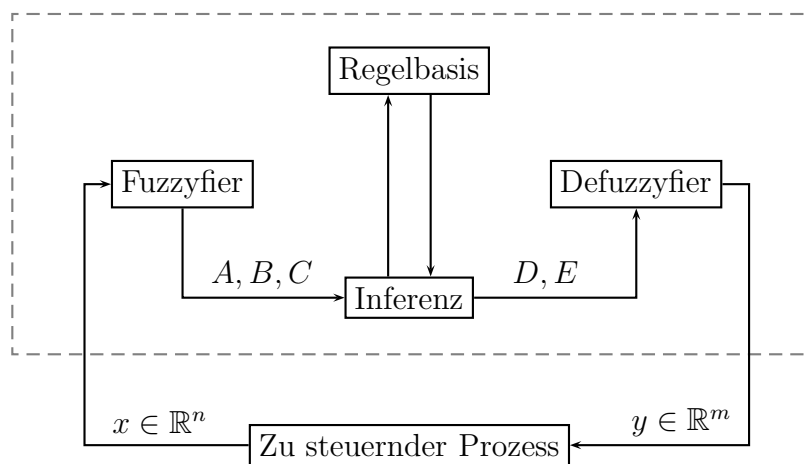 Regelbasis
Fuzzyfier
Defuzzyfier
A, B, C
D, E
Inferenz
x ∈ ℝⁿ
y ∈ ℝᵐ
Zu steuernder Prozess